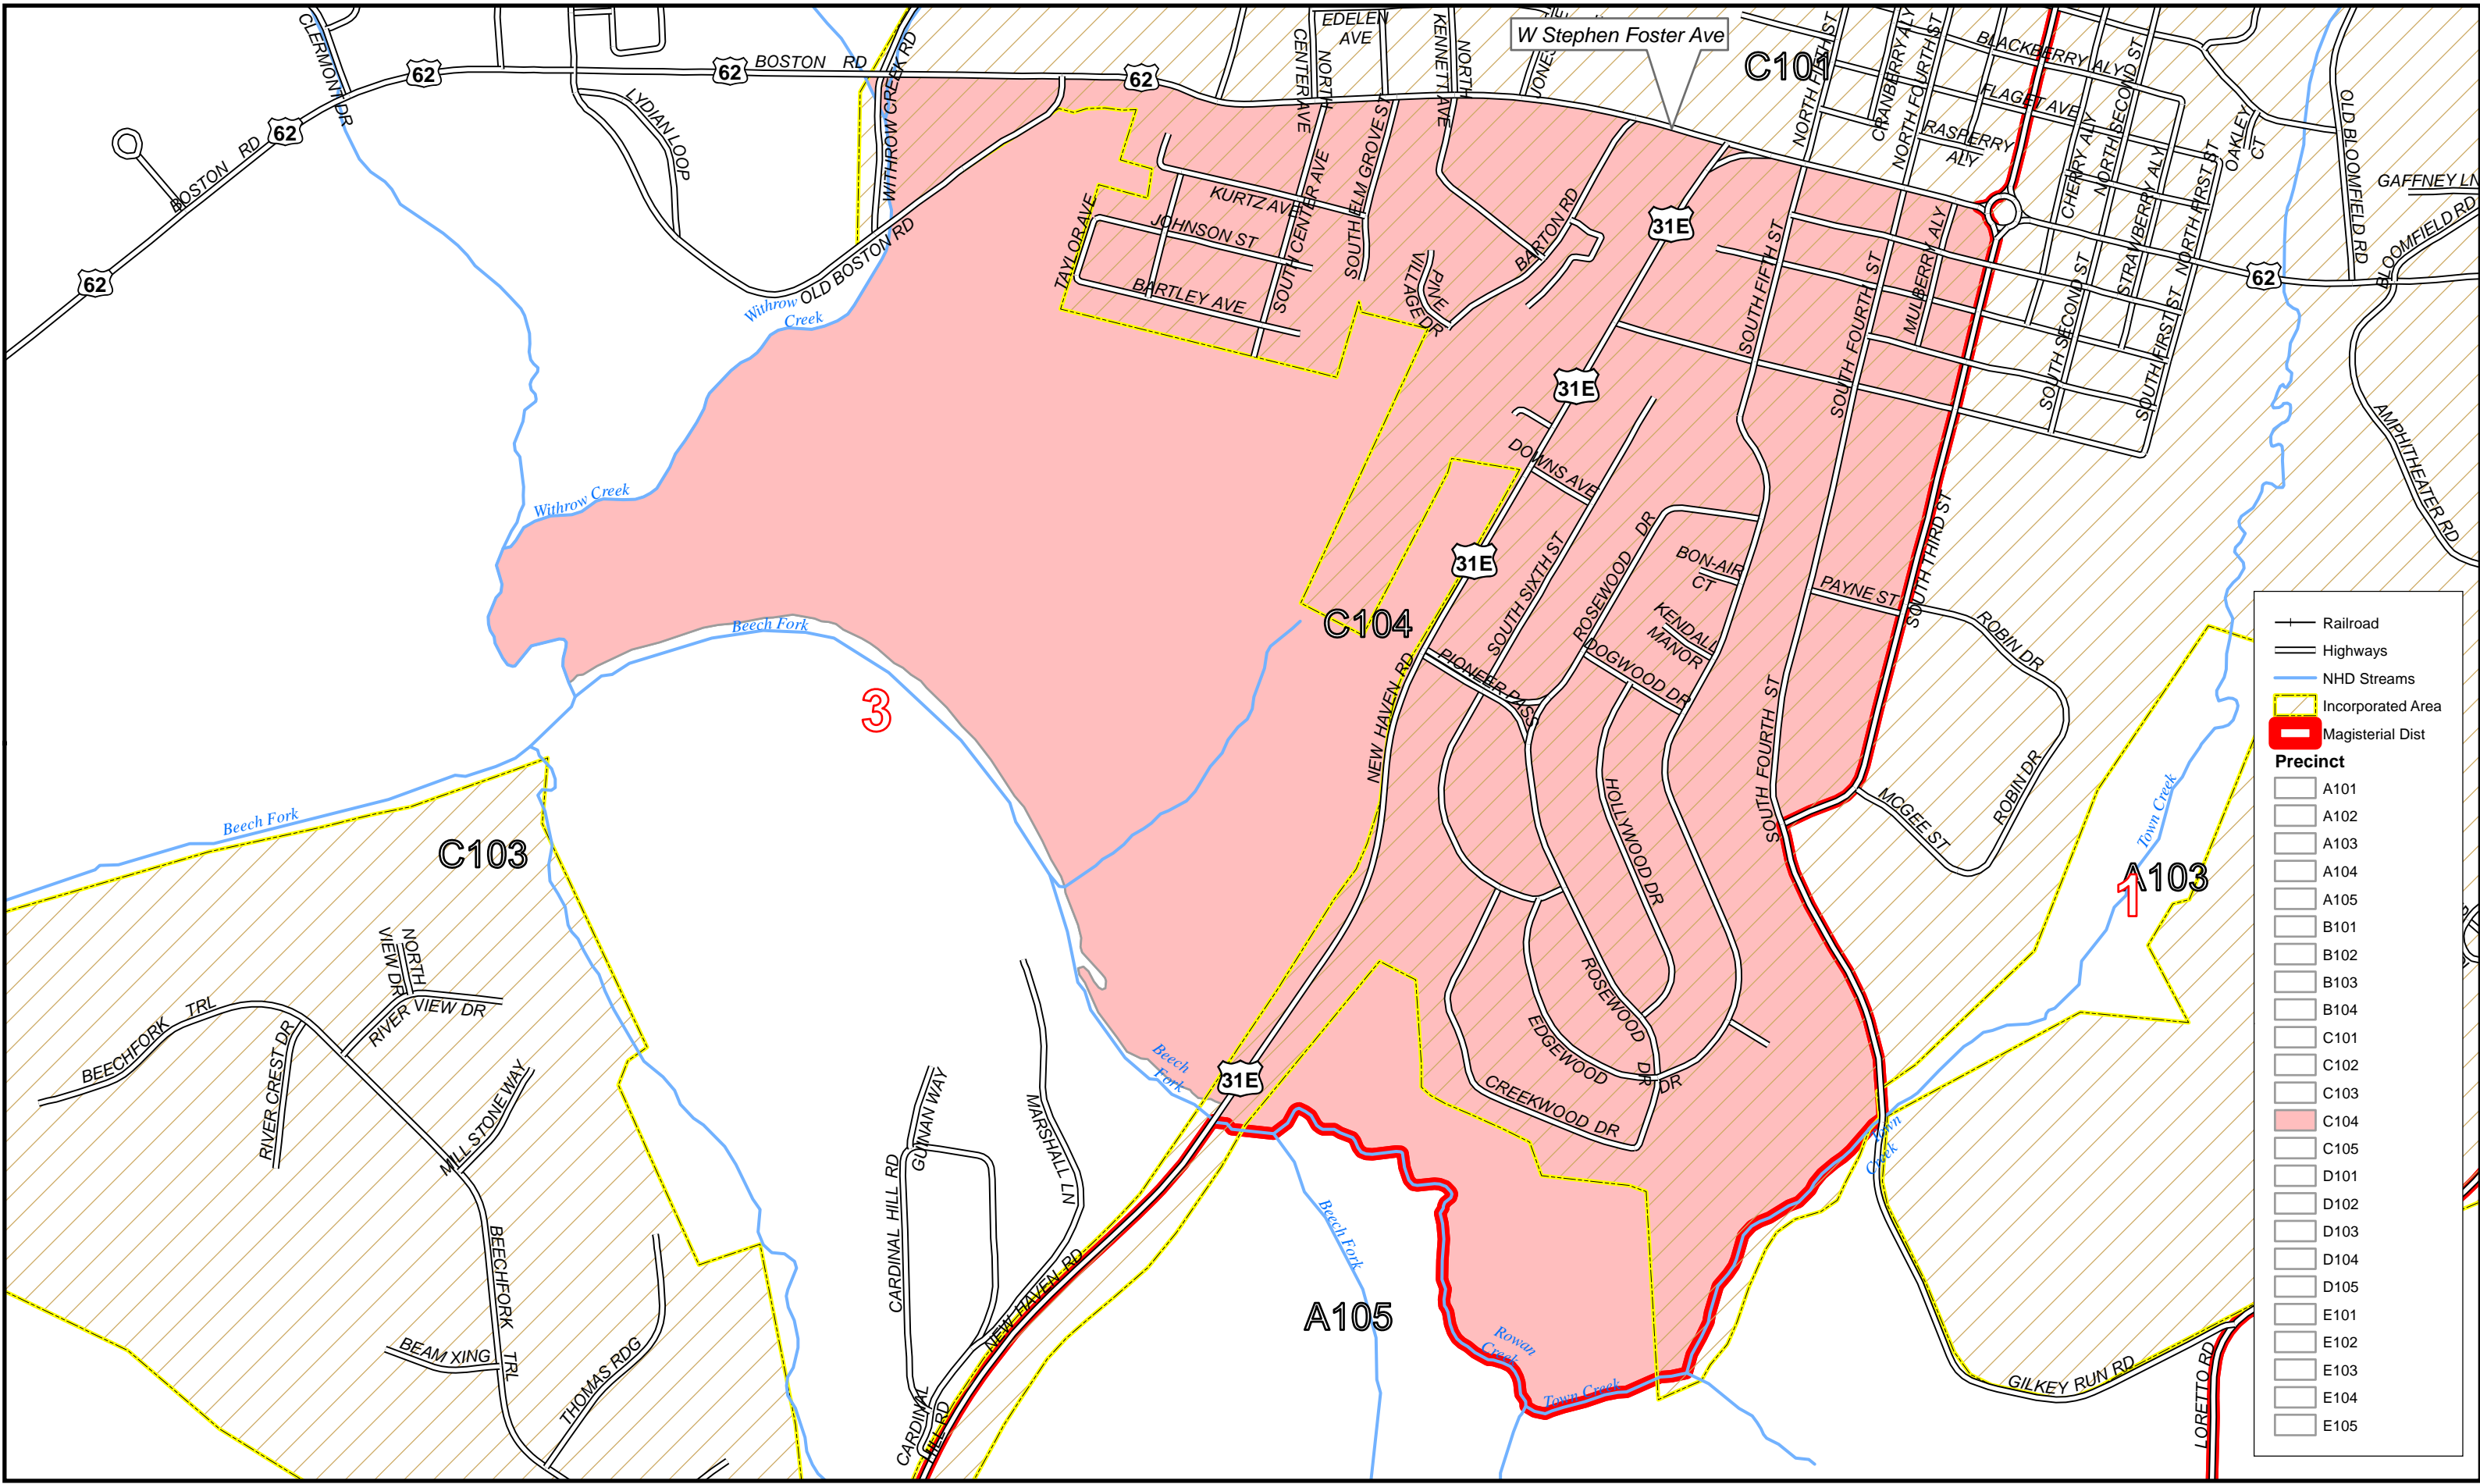 CLERMONT DR
62
BOSTON RD
62
BOSTON RD
62
62
LYDIAN LOOP
WITHROW CREEK RD
62
EDELEN
AVE
CENTER AVE
NORTH
KENNETT AVE
NORTH
W Stephen Foster Ave
C101
NORTH FIFTH ST
CRANBERRY ALY
NORTH FOURTH ST
BLACKBERRY ALY
FLAGET AVE
RASPBERRY
ALY
CHERRY ALY
NORTH SECOND ST
STRAWBERRY ALY
NORTH FIRST ST
OAKLEY
CT
OLD BLOOMFIELD RD
GAFFNEY LN
BLOOMFIELD RD
62
AMPHITHEATER RD
OLD BOSTON RD
Withrow
Creek
Withrow Creek
TAYLOR AVE
KURTZ AVE
JOHNSON ST
BARTLEY AVE
SOUTH CENTER AVE
SOUTH ELM GROVE ST
PINE
VILLAGE DR
BARTON RD
31E
31E
31E
SOUTH FIFTH ST
SOUTH FOURTH ST
MULBERRY ALY
SOUTH SECOND ST
SOUTH FIRST ST
SOUTH THIRD ST
DOWNS AVE
SOUTH SIXTH ST
ROSEWOOD DR
BON-AIR
CT
KENDALL
MANOR
DOGWOOD DR
PAYNE ST
ROBIN DR
ROBIN DR
MCGEE ST
SOUTH FOURTH ST
C104
NEW HAVEN RD
PIONEER PASS
HOLLYWOOD DR
ROSEWOOD DR
EDGEWOOD DR
CREEKWOOD DR
Beech Fork
3
Beech Fork
C103
NORTH
VIEW DR
RIVER VIEW DR
BEECHFORK TRL
RIVER CREST DR
MILLSTONE WAY
BEECHFORK TRL
BEAM XING
THOMAS RDG
GUINAN WAY
CARDINAL HILL RD
MARSHALL LN
NEW HAVEN RD
CARDINAL
HILL RD
Beech
Fork
31E
Beech Fork
A105
Rowan
Creek
Town Creek
Town
Creek
Town Creek
A103
1
GILKEY RUN RD
LORETTO RD
Railroad
Highways
NHD Streams
Incorporated Area
Magisterial Dist
Precinct
A101
A102
A103
A104
A105
B101
B102
B103
B104
C101
C102
C103
C104
C105
D101
D102
D103
D104
D105
E101
E102
E103
E104
E105